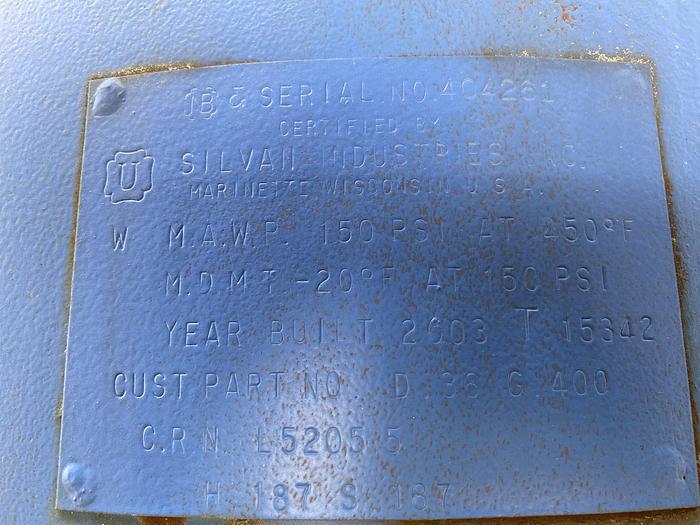 NB & SERIAL NO. 404261
CERTIFIED BY
U SILVAN INDUSTRIES, INC.
MARINETTE WISCONSIN U.S.A.
W M.A.W.P. 150 PSI AT 450°F
M.D.M.T -20°F AT 150 PSI
YEAR BUILT 2003 T 15342
CUST PART NO. D 36 G 400
C.R.N. L5205.5
H .187 S .187